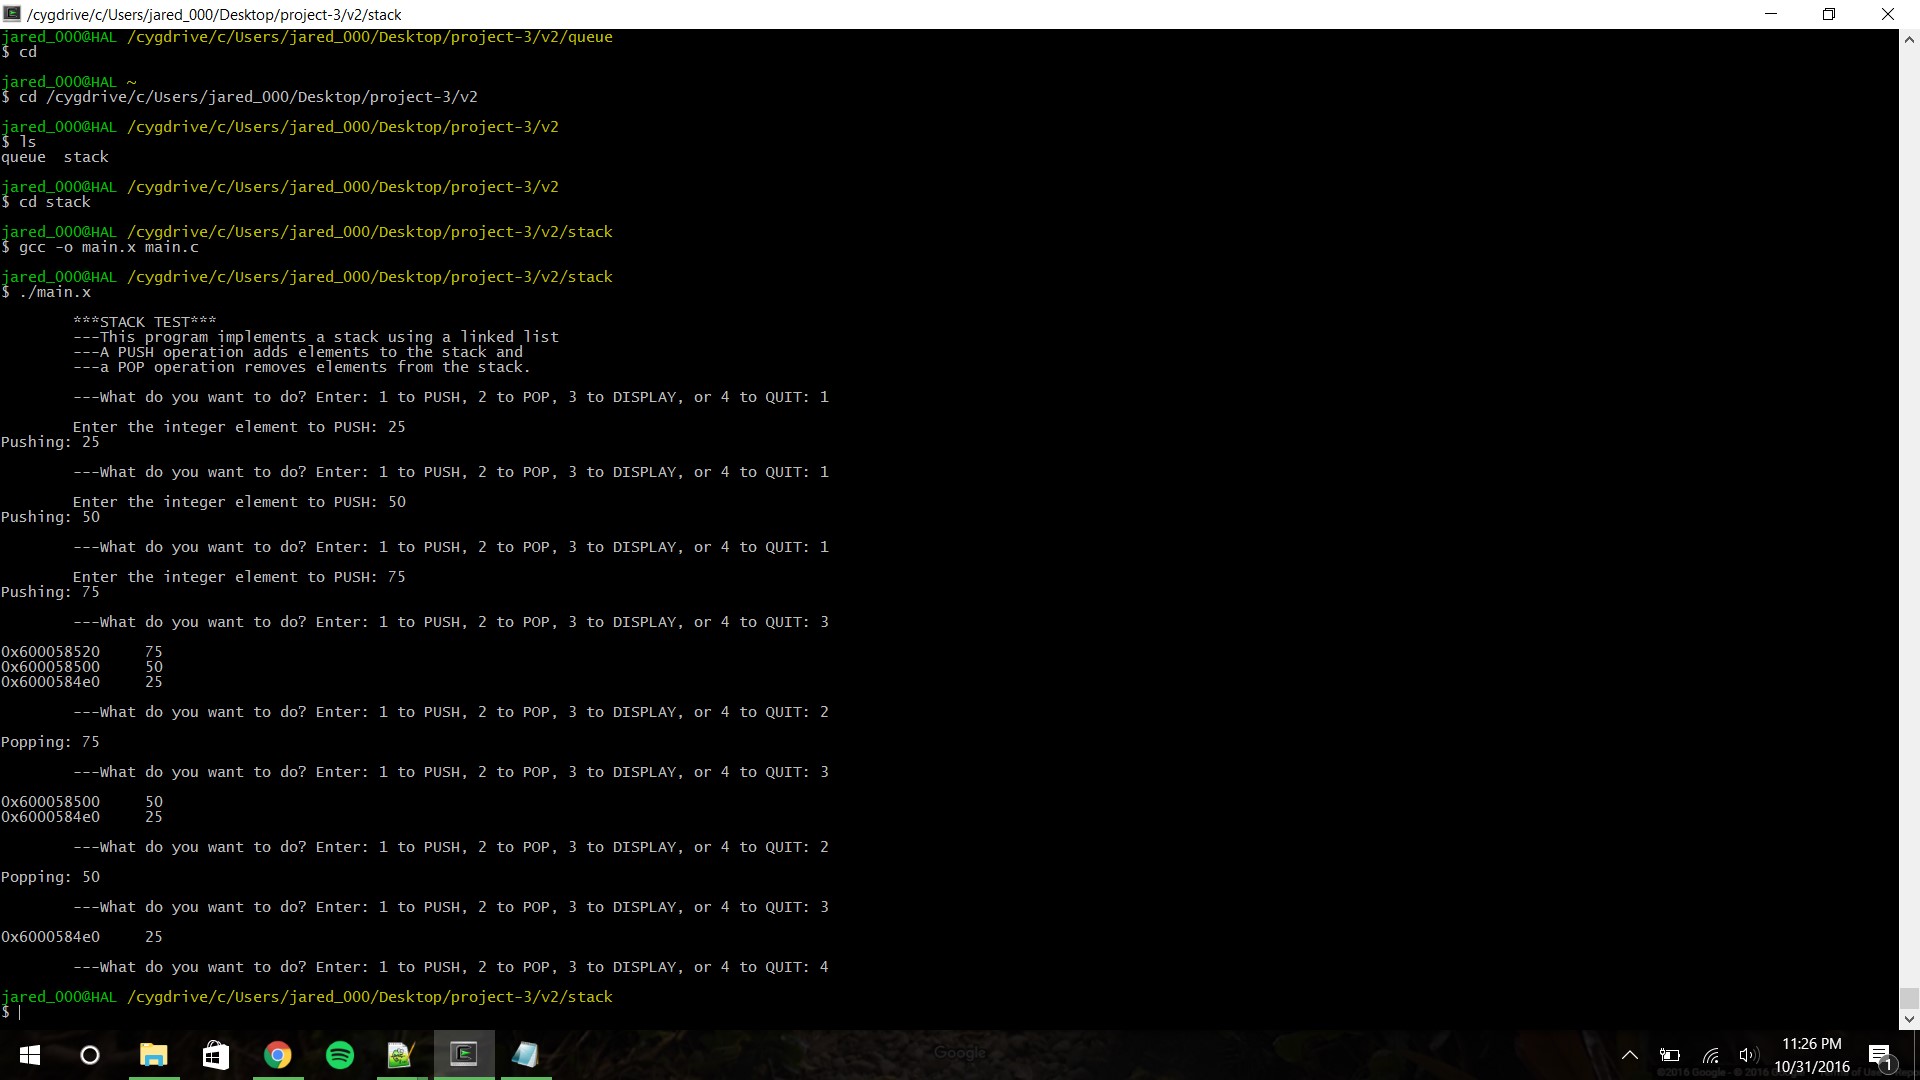 /cygdrive/c/Users/jared_000/Desktop/project-3/v2/stack
jared_000@HAL /cygdrive/c/Users/jared_000/Desktop/project-3/v2/queue
$ cd
jared_000@HAL ~
$ cd /cygdrive/c/Users/jared_000/Desktop/project-3/v2
jared_000@HAL /cygdrive/c/Users/jared_000/Desktop/project-3/v2
$ ls
queue  stack
jared_000@HAL /cygdrive/c/Users/jared_000/Desktop/project-3/v2
$ cd stack
jared_000@HAL /cygdrive/c/Users/jared_000/Desktop/project-3/v2/stack
$ gcc -o main.x main.c
jared_000@HAL /cygdrive/c/Users/jared_000/Desktop/project-3/v2/stack
$ ./main.x
***STACK TEST***
---This program implements a stack using a linked list
---A PUSH operation adds elements to the stack and
---a POP operation removes elements from the stack.
---What do you want to do? Enter: 1 to PUSH, 2 to POP, 3 to DISPLAY, or 4 to QUIT: 1
Enter the integer element to PUSH: 25
Pushing: 25
---What do you want to do? Enter: 1 to PUSH, 2 to POP, 3 to DISPLAY, or 4 to QUIT: 1
Enter the integer element to PUSH: 50
Pushing: 50
---What do you want to do? Enter: 1 to PUSH, 2 to POP, 3 to DISPLAY, or 4 to QUIT: 1
Enter the integer element to PUSH: 75
Pushing: 75
---What do you want to do? Enter: 1 to PUSH, 2 to POP, 3 to DISPLAY, or 4 to QUIT: 3
0x600058520     75
0x600058500     50
0x6000584e0     25
---What do you want to do? Enter: 1 to PUSH, 2 to POP, 3 to DISPLAY, or 4 to QUIT: 2
Popping: 75
---What do you want to do? Enter: 1 to PUSH, 2 to POP, 3 to DISPLAY, or 4 to QUIT: 3
0x600058500     50
0x6000584e0     25
---What do you want to do? Enter: 1 to PUSH, 2 to POP, 3 to DISPLAY, or 4 to QUIT: 2
Popping: 50
---What do you want to do? Enter: 1 to PUSH, 2 to POP, 3 to DISPLAY, or 4 to QUIT: 3
0x6000584e0     25
---What do you want to do? Enter: 1 to PUSH, 2 to POP, 3 to DISPLAY, or 4 to QUIT: 4
jared_000@HAL /cygdrive/c/Users/jared_000/Desktop/project-3/v2/stack
$
Google
11:26 PM
10/31/2016
1